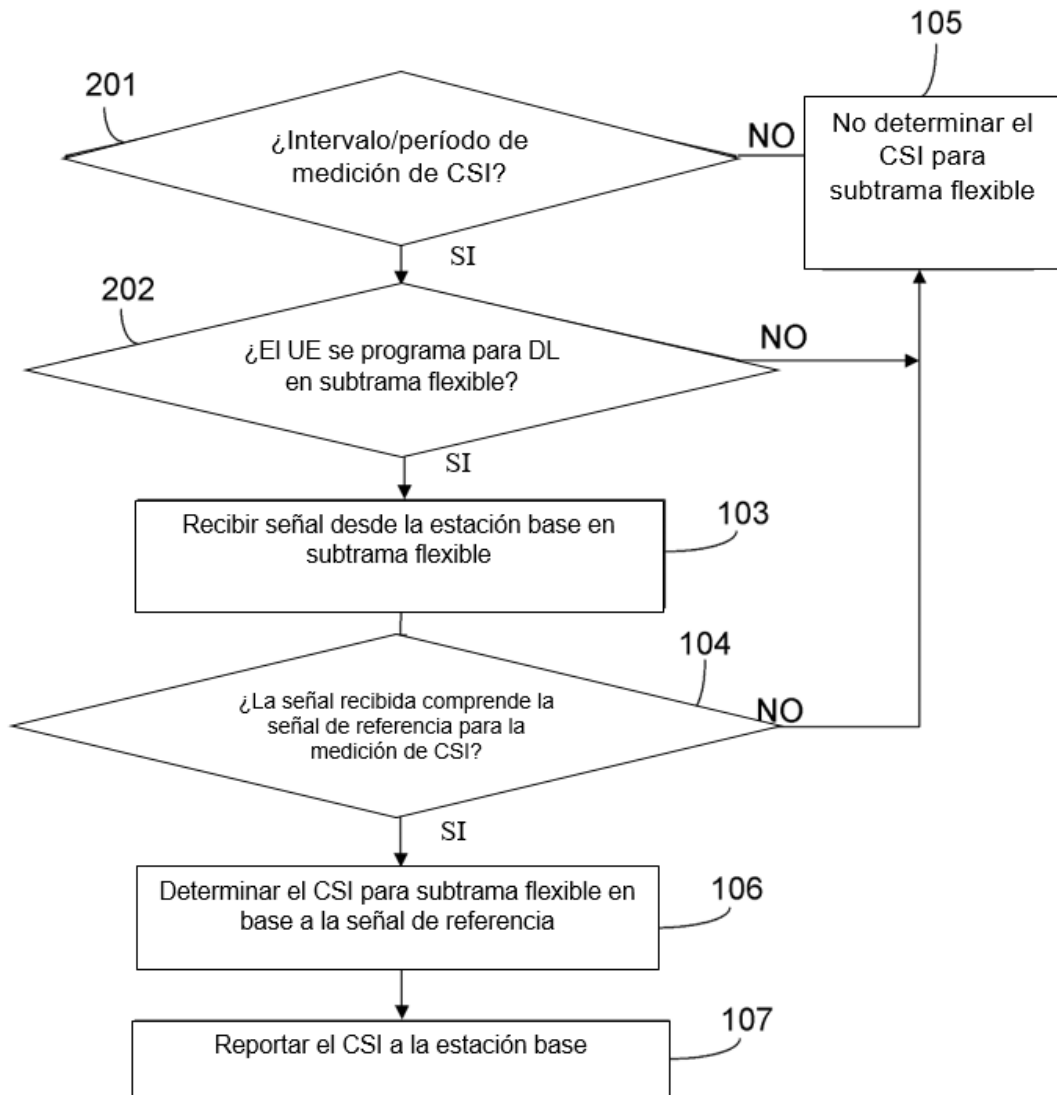 105
201
No determinar el
CSI para
subtrama flexible
¿Intervalo/período de
medición de CSI?
NO
SI
202
¿El UE se programa para DL
en subtrama flexible?
NO
SI
Recibir señal desde la estación base en
subtrama flexible
103
104
¿La señal recibida comprende la
señal de referencia para la
medición de CSI?
NO
SI
Determinar el CSI para subtrama flexible en
base a la señal de referencia
106
Reportar el CSI a la estación base
107